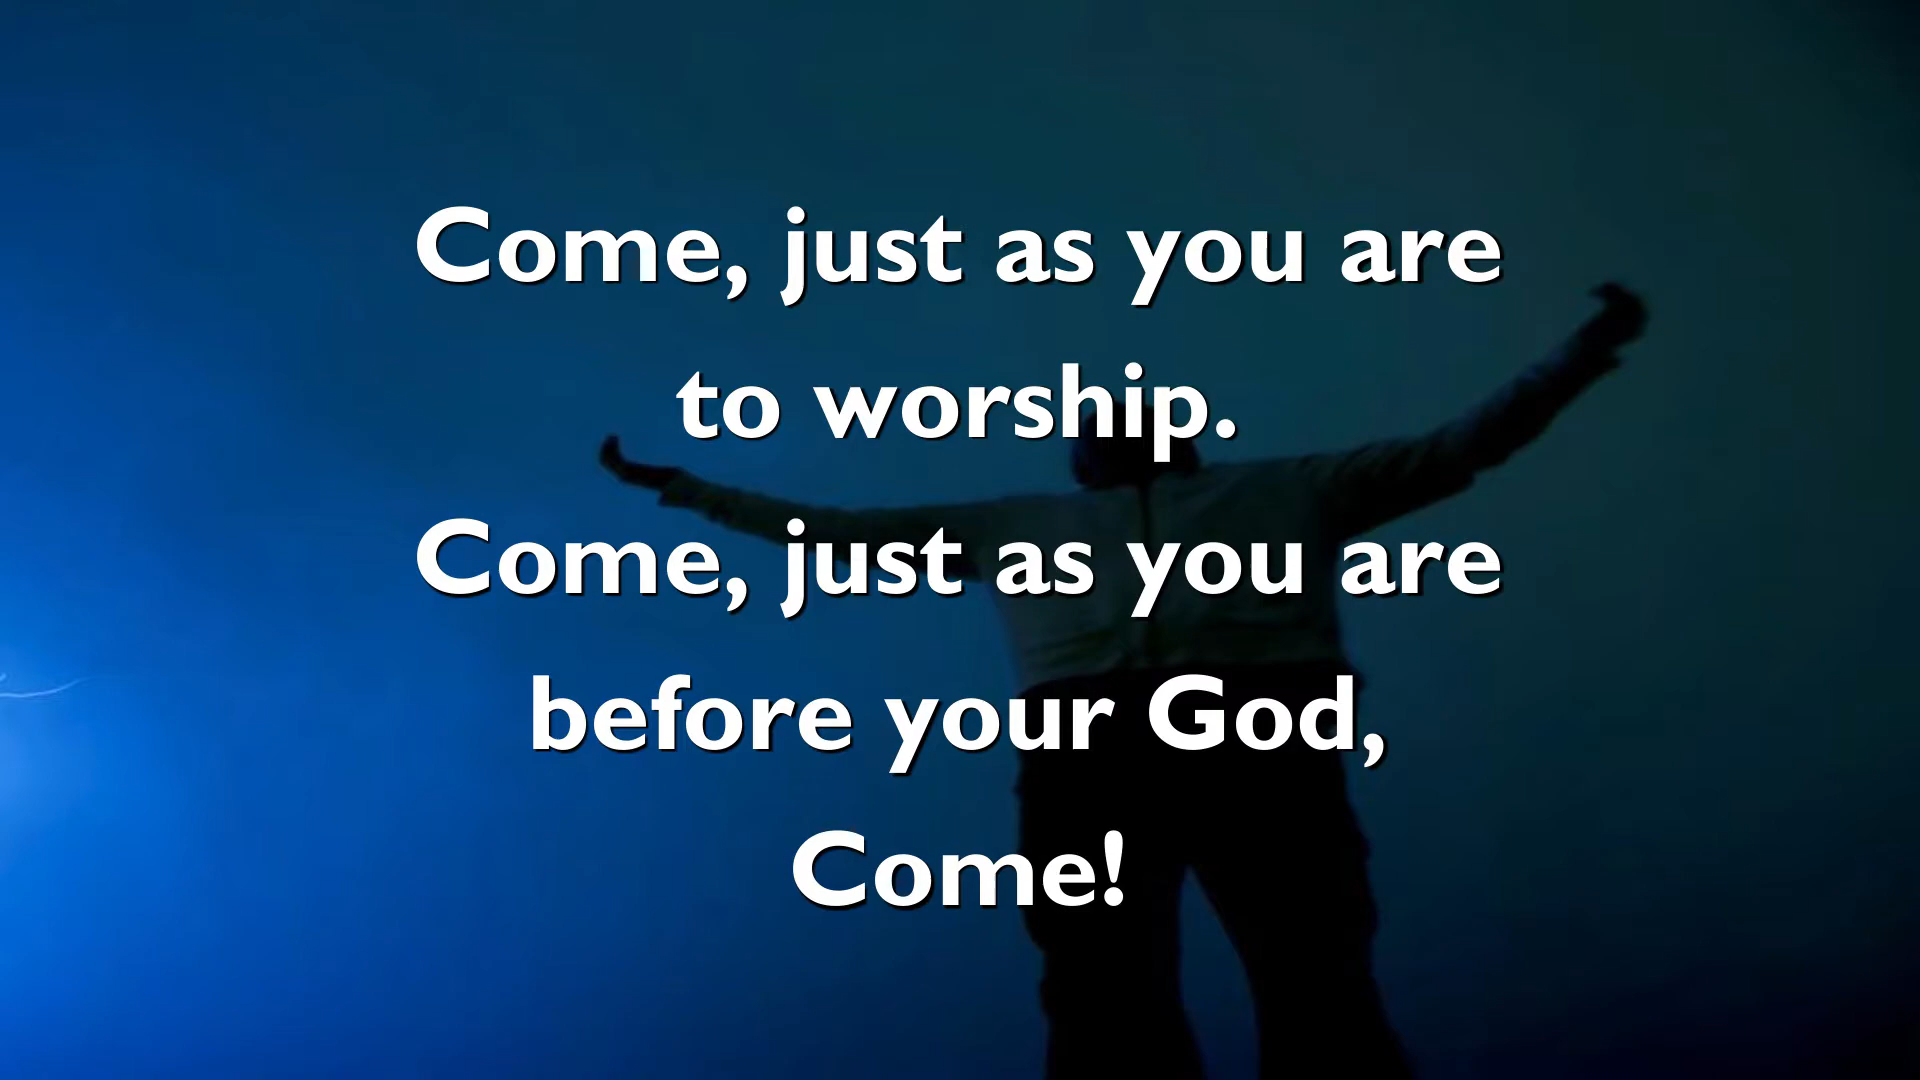 Come, just as you are
to worship.
Come, just as you are
before your God,
Come!